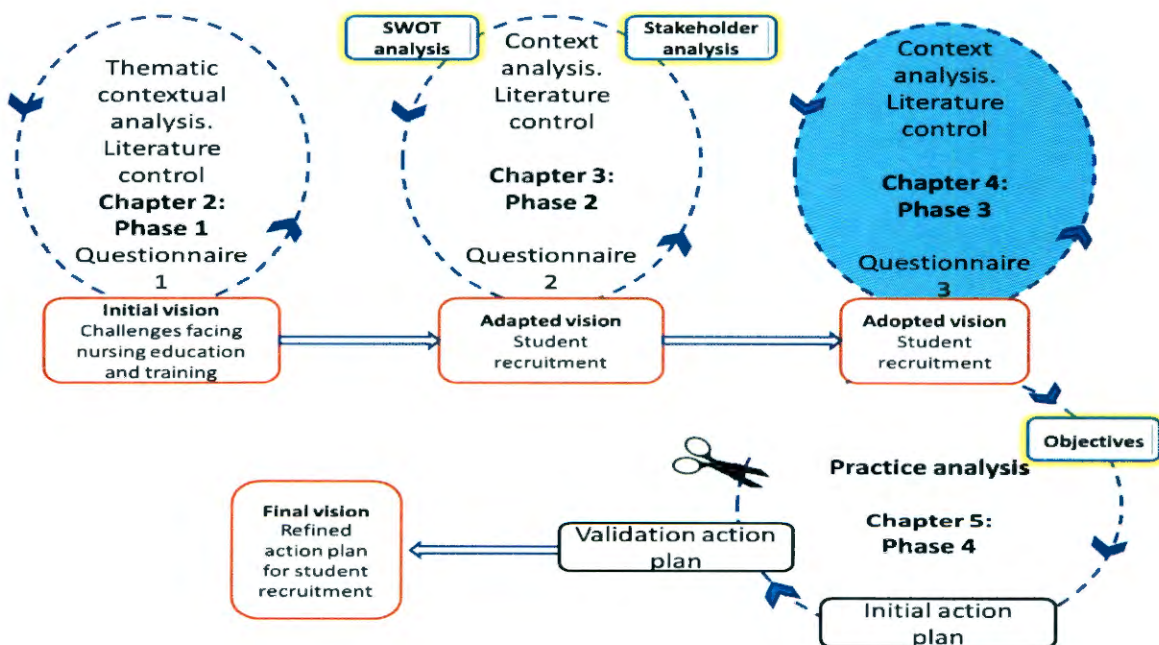 Thematic
contextual
analysis.
Literature
control
Chapter 2:
Phase 1
Questionnaire
1
Initial vision
Challenges facing
nursing education
and training
SWOT
analysis
Stakeholder
analysis
Context
analysis.
Literature
control
Chapter 3:
Phase 2
Questionnaire
2
Adapted vision
Student
recruitment
Context
analysis.
Literature
control
Chapter 4:
Phase 3
Questionnaire
3
Adopted vision
Student
recruitment
Objectives
Practice analysis
Chapter 5:
Phase 4
Initial action
plan
Validation action
plan
Final vision
Refined
action plan
for student
recruitment